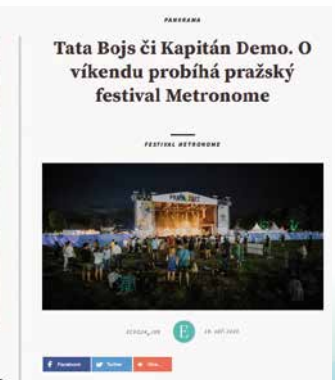 PANORAMA
Tata Bojs či Kapitán Demo. O
víkendu probíhá pražský
festival Metronome
FESTIVAL METRONOME
E
Facebook
Twitter